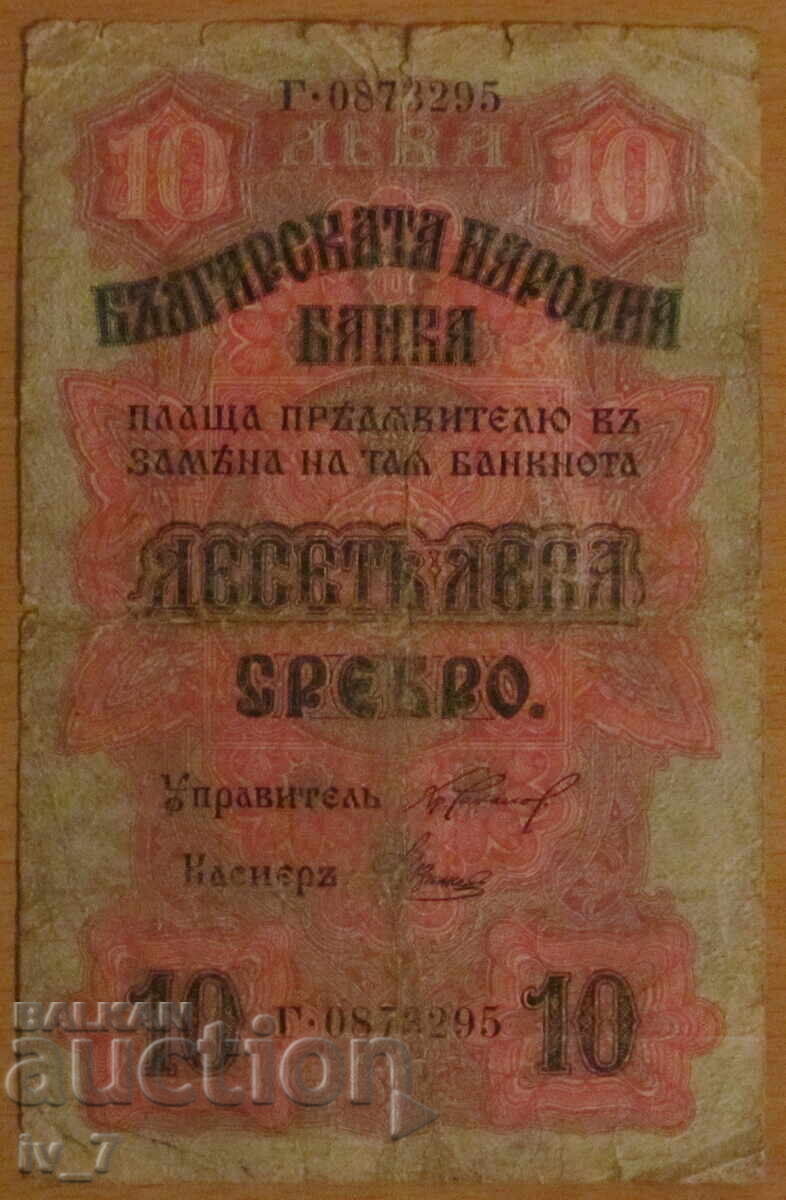 Г·0873295
10 ЛЕВА 10
БЪЛГАРСКАТА НАРОДНА
БАНКА
ПЛАЩА ПРѢДЯВИТЕЛЮ ВЪ
ЗАМѢНА НА ТАЯ БАНКНОТА
ДЕСЕТЬ ЛЕВА
СРЕБРО.
Управитель
Касиеръ
10 Г·0873295 10
BALKAN
auction
iv_7